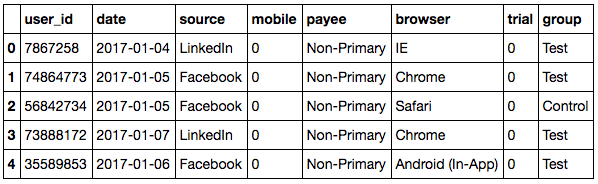 user_id date source mobile payee browser trial group
0 7867258 2017-01-04 LinkedIn 0 Non-Primary IE 0 Test
1 74864773 2017-01-05 Facebook 0 Non-Primary Chrome 0 Test
2 56842734 2017-01-05 Facebook 0 Non-Primary Safari 0 Control
3 73888172 2017-01-07 LinkedIn 0 Non-Primary Chrome 0 Test
4 35589853 2017-01-06 Facebook 0 Non-Primary Android (In-App) 0 Test